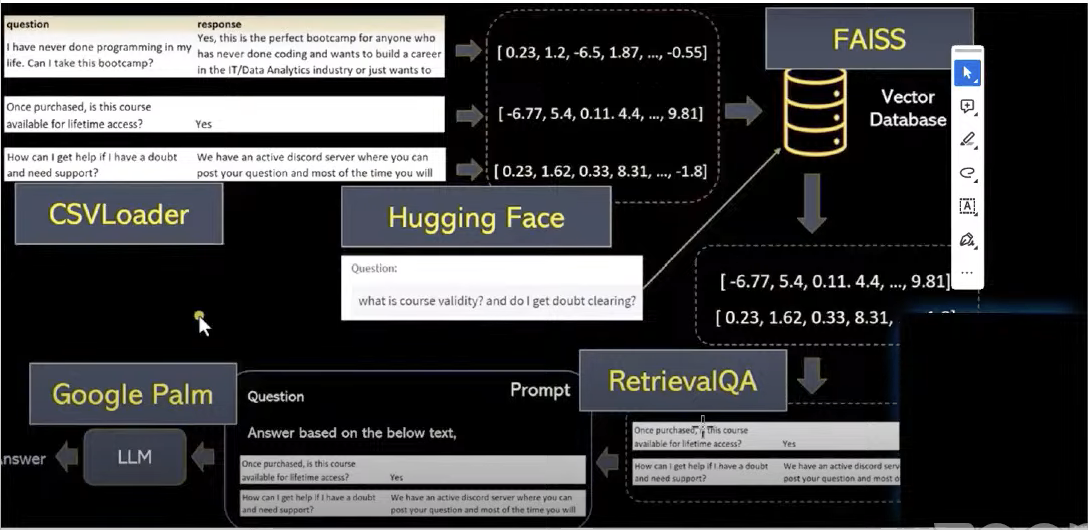 question response
I have never done programming in my life. Can I take this bootcamp?
Yes, this is the perfect bootcamp for anyone who
has never done coding and wants to build a career
in the IT/Data Analytics industry or just wants to
Once purchased, is this course
available for lifetime access? Yes
How can I get help if I have a doubt
and need support?
We have an active discord server where you can
post your question and most of the time you will
[ 0.23, 1.2, -6.5, 1.87, ..., -0.55]
[ -6.77, 5.4, 0.11. 4.4, ..., 9.81]
[ 0.23, 1.62, 0.33, 8.31, ..., -1.8]
FAISS
Vector
Database
A
CSVLoader
Hugging Face
Question:
what is course validity? and do I get doubt clearing?
[ -6.77, 5.4, 0.11. 4.4, ..., 9.81]
[ 0.23, 1.62, 0.33, 8.31,
RetrievalQA
Once purchased, is this course
available for lifetime access? Yes
How can I get help if I have a doubt
and need support?
We have an active discord serv
post your question and most o
Google Palm
Prompt
Question
Answer based on the below text,
Once purchased, is this course
available for lifetime access? Yes
How can I get help if I have a doubt
and need support?
We have an active discord server where you can
post your question and most of the time you will
LLM
nswer